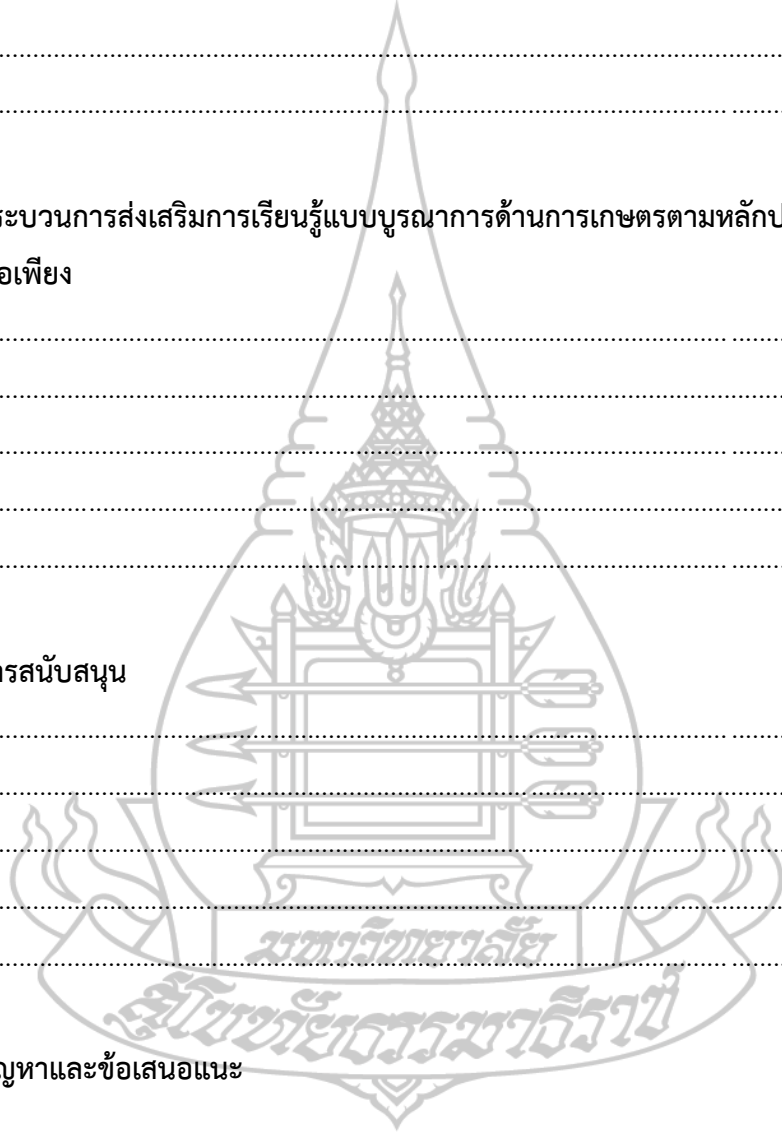 ระบวนการส่งเสริมการเรียนรู้แบบบูรณาการด้านการเกษตรตามหลักป
อเพียง
ารสนับสนุน
มหาวิทยาลัย
สุโขทัยธรรมาธิราช
ญหาและข้อเสนอแนะ